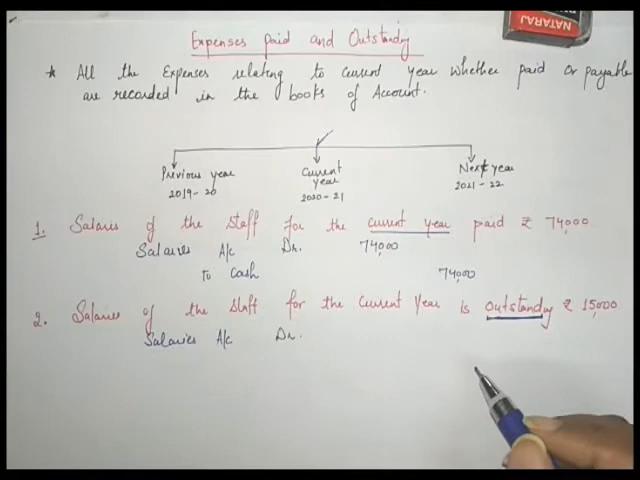 NATARAJ
Expenses paid and Outstanding
* All the Expenses relating to current year whether paid or payable
are recorded in the books of Account.
Previous year Current year Next year
2019-20 2020-21 2021-22
1. Salaries of the Staff for the current year paid ₹ 74,000
Salaries A/c Dr. 74,000
to cash 74,000
2. Salaries of the Staff for the Current Year is Outstanding ₹ 15,000
Salaries A/c Dr.